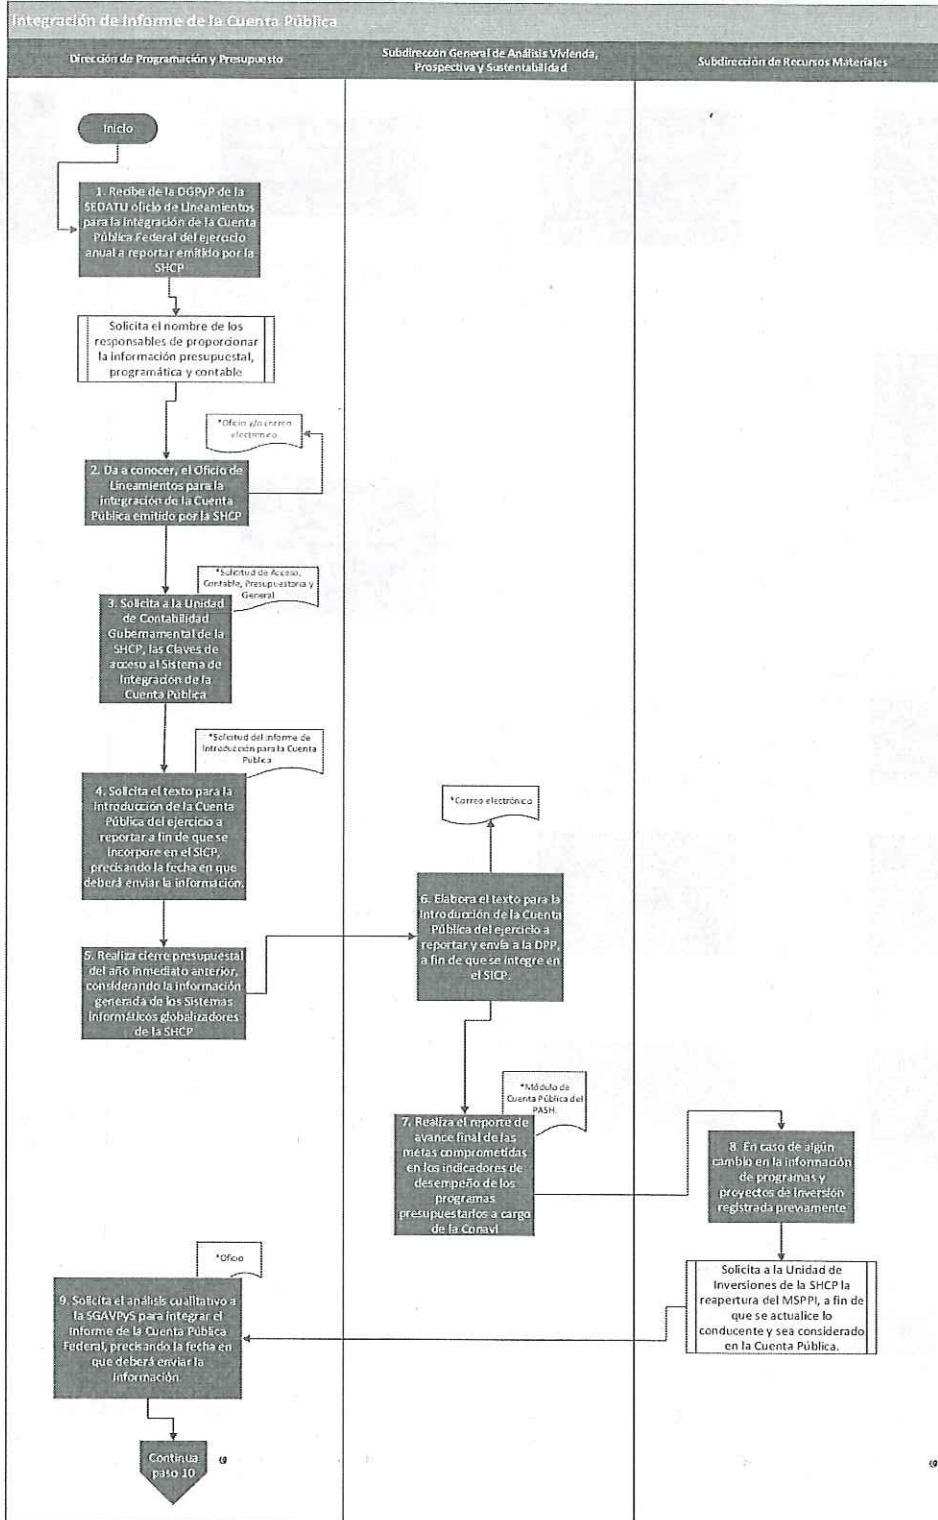 Integración de Informe de la Cuenta Pública
Dirección de Programación y Presupuesto
Subdireccón General de Análisis Vivienda,
Prospectiva y Sustentabilidad
Subdirección de Recursos Materiales
Inicio
1. Recibe de la DGPyP de la
SEDATU oficio de Lineamientos
para la Integración de la Cuenta
Pública Federal del ejercicio
anual a reportar emitido por la
SHCP
Solicita el nombre de los
responsables de proporcionar
la información presupuestal,
programática y contable
*Oficio y/o correo
electrónico
2. Da a conocer, el Oficio de
Lineamientos para la
integración de la Cuenta
Pública emitido por la SHCP
*Solicitud de Acceso,
Contable, Presupuestaria y
General
3. Solicita a la Unidad
de Contabilidad
Gubernamental de la
SHCP, las Claves de
acceso al Sistema de
Integración de la
Cuenta Pública
*Solicitud del informe de
Introducción para la Cuenta
Pública
4. Solicita el texto para la
Introducción de la Cuenta
Pública del ejercicio a
reportar a fin de que se
incorpore en el SICP,
precisando la fecha en que
deberá enviar la información.
5. Realiza cierre presupuestal
del año inmediato anterior,
considerando la información
generada de los Sistemas
Informáticos globalizadores
de la SHCP
*Correo electrónico
6. Elabora el texto para la
Introducción de la Cuenta
Pública del ejercicio a
reportar y envía a la DPP,
a fin de que se integre en
el SICP.
*Módulo de
Cuenta Pública del
PASH.
7. Realiza el reporte de
avance final de las
metas comprometidas
en los indicadores de
desempeño de los
programas
presupuestarios a cargo
de la Conavi
8. En caso de algún
cambio en la información
de programas y
proyectos de inversión
registrada previamente
Solicita a la Unidad de
Inversiones de la SHCP la
reapertura del MSPPI, a fin
de que se actualice lo
conducente y sea considerado
en la Cuenta Pública.
*Oficio
9. Solicita el análisis cualitativo a
la SGAVPyS para integrar el
Informe de la Cuenta Pública
Federal, precisando la fecha
en que deberá enviar la
información.
Continua
paso 10